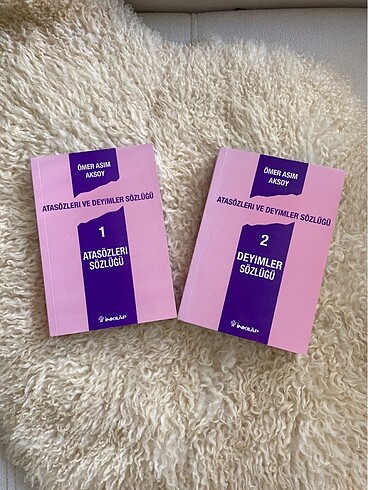 ÖMER ASIM
AKSOY
ATASÖZLERİ VE DEYİMLER SÖZLÜĞÜ
1
ATASÖZLERİ
SÖZLÜĞÜ
İNKILÂP
ÖMER ASIM
AKSOY
ATASÖZLERİ VE DEYİMLER SÖZLÜĞÜ
2
DEYİMLER
SÖZLÜĞÜ
İNKILÂP